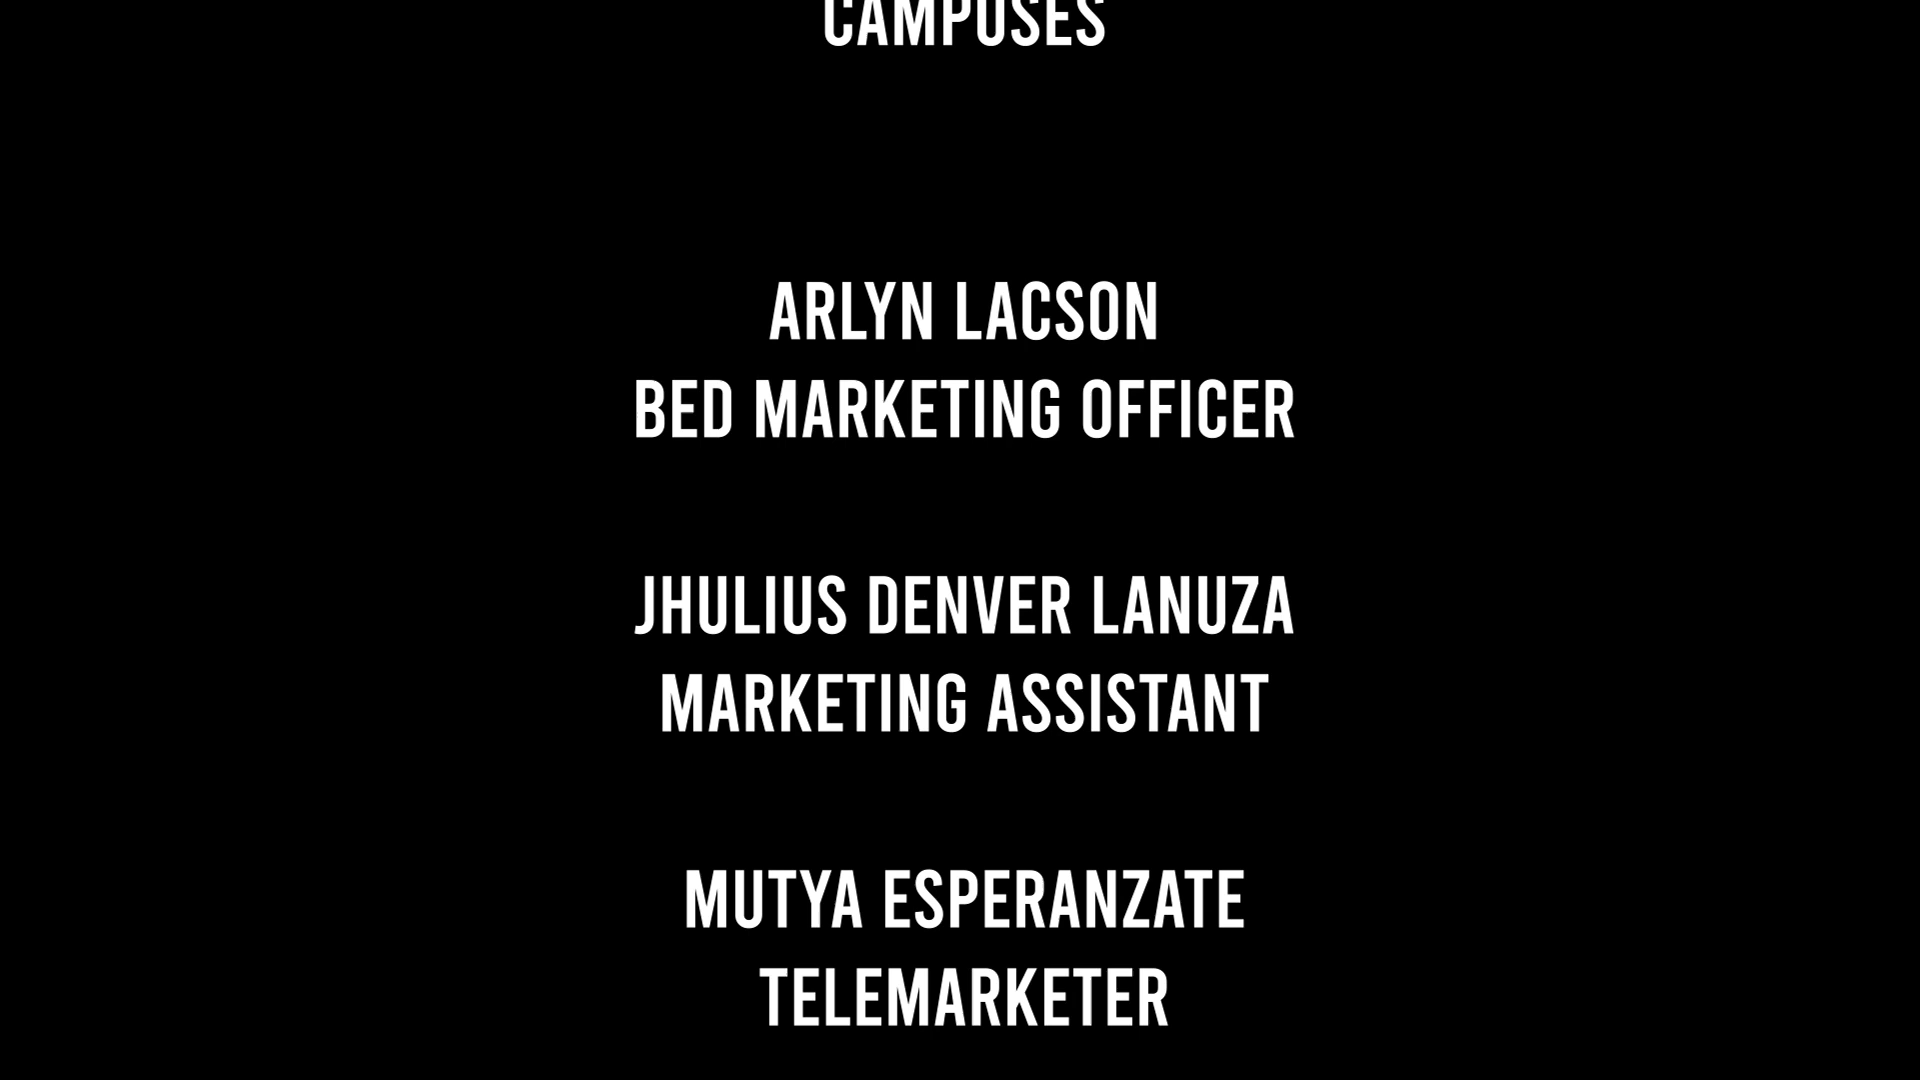 CAMPUSES
ARLYN LACSON
BED MARKETING OFFICER
JHULIUS DENVER LANUZA
MARKETING ASSISTANT
MUTYA ESPERANZATE
TELEMARKETER